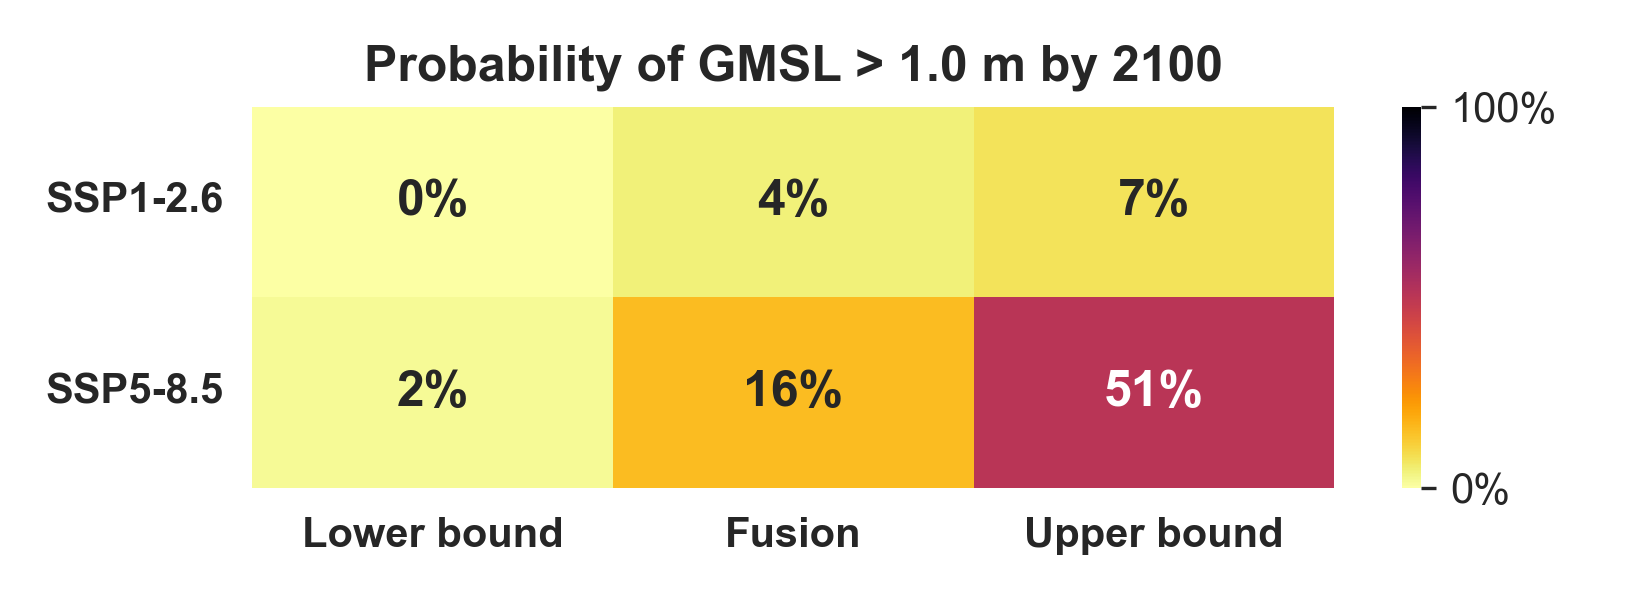 Probability of GMSL > 1.0 m by 2100
100%
SSP1-2.6 0% 4% 7%
SSP5-8.5 2% 16% 51%
0%
Lower bound Fusion Upper bound